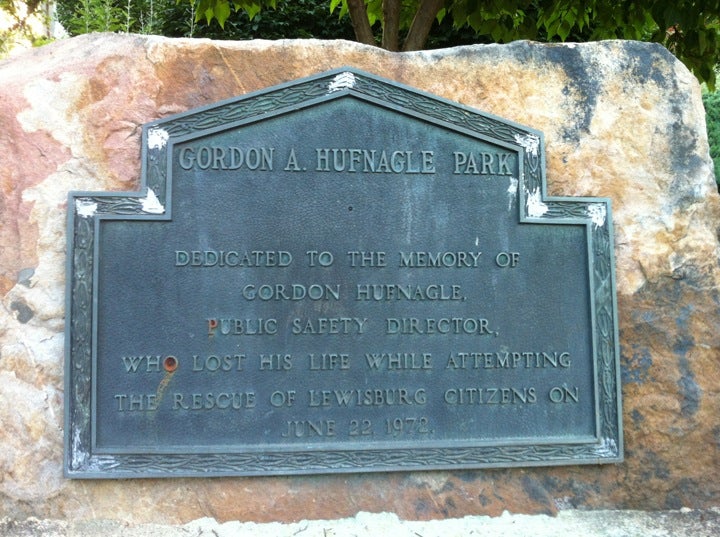 GORDON A. HUFNAGLE PARK
DEDICATED TO THE MEMORY OF
GORDON HUFNAGLE,
PUBLIC SAFETY DIRECTOR,
WHO LOST HIS LIFE WHILE ATTEMPTING
THE RESCUE OF LEWISBURG CITIZENS ON
JUNE 22 1972.